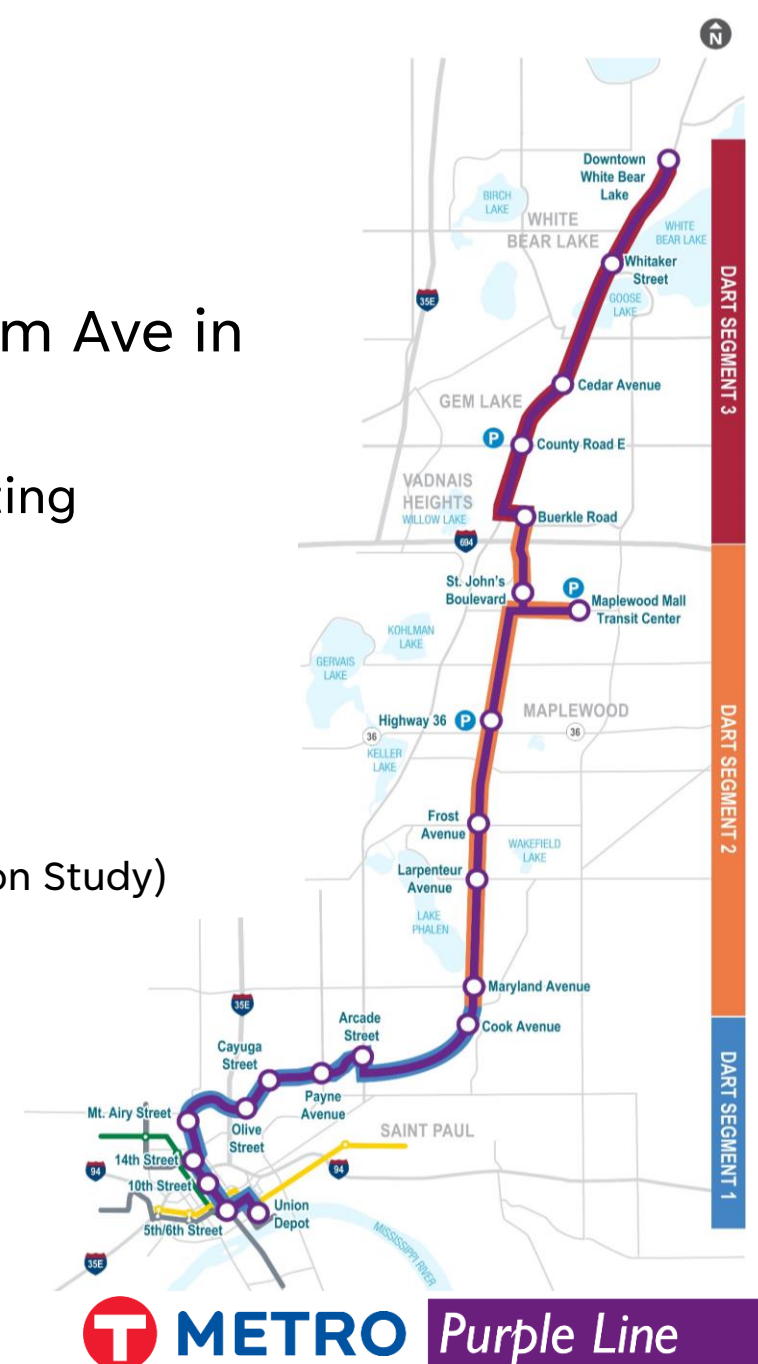 N
Downtown
White Bear
Lake
BIRCH
LAKE
WHITE
BEAR LAKE
WHITE
BEAR LAKE
Whitaker
Street
35E
GOOSE
LAKE
m Ave in
Cedar Avenue
GEM LAKE
P
County Road E
ting
VADNAIS
HEIGHTS
WILLOW LAKE
Buerkle Road
694
DART SEGMENT 3
St. John's
Boulevard
P
Maplewood Mall
Transit Center
KOHLMAN
LAKE
GERVAIS
LAKE
Highway 36
P
MAPLEWOOD
36
36
KELLER
LAKE
Frost
Avenue
WAKEFIELD
LAKE
on Study)
Larpenteur
Avenue
LAKE
PHALEN
Maryland Avenue
DART SEGMENT 2
35E
Arcade
Street
Cook Avenue
Cayuga
Street
Payne
Avenue
Mt. Airy Street
Olive
Street
SAINT PAUL
14th Street
94
94
10th Street
Union
Depot
5th/6th Street
MISSISSIPPI RIVER
35E
DART SEGMENT 1
T METRO Purple Line